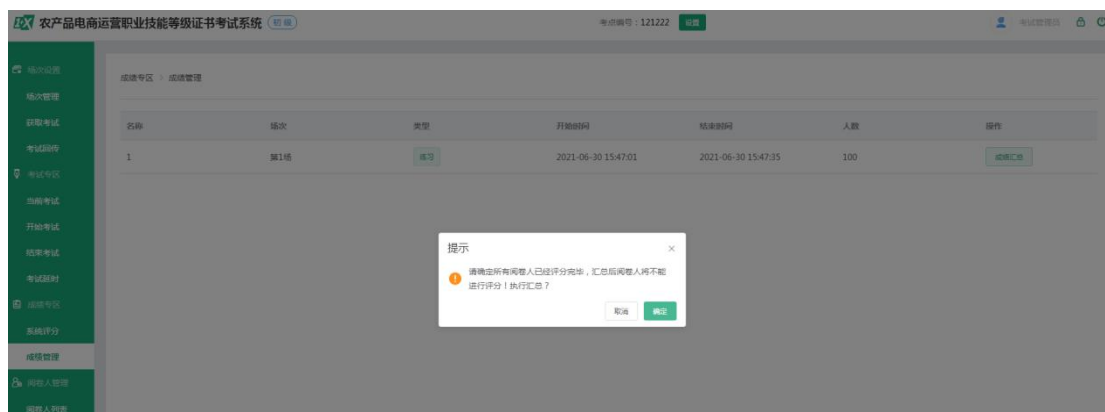 农产品电商运营职业技能等级证书考试系统 初级
考点编号：121222 设置
考试管理员
场次设置
场次管理
获取考试
考试回传
考试专区
当前考试
开始考试
结束考试
考试延时
成绩专区
系统评分
成绩管理
阅卷人管理
阅卷人列表
成绩专区 > 成绩管理
名称 场次 类型 开始时间 结束时间 人数 操作
1 第1场 练习 2021-06-30 15:47:01 2021-06-30 15:47:35 100 成绩汇总
提示
请确定所有阅卷人已经评分完毕，汇总后阅卷人将不能
进行评分！执行汇总？
取消 确定